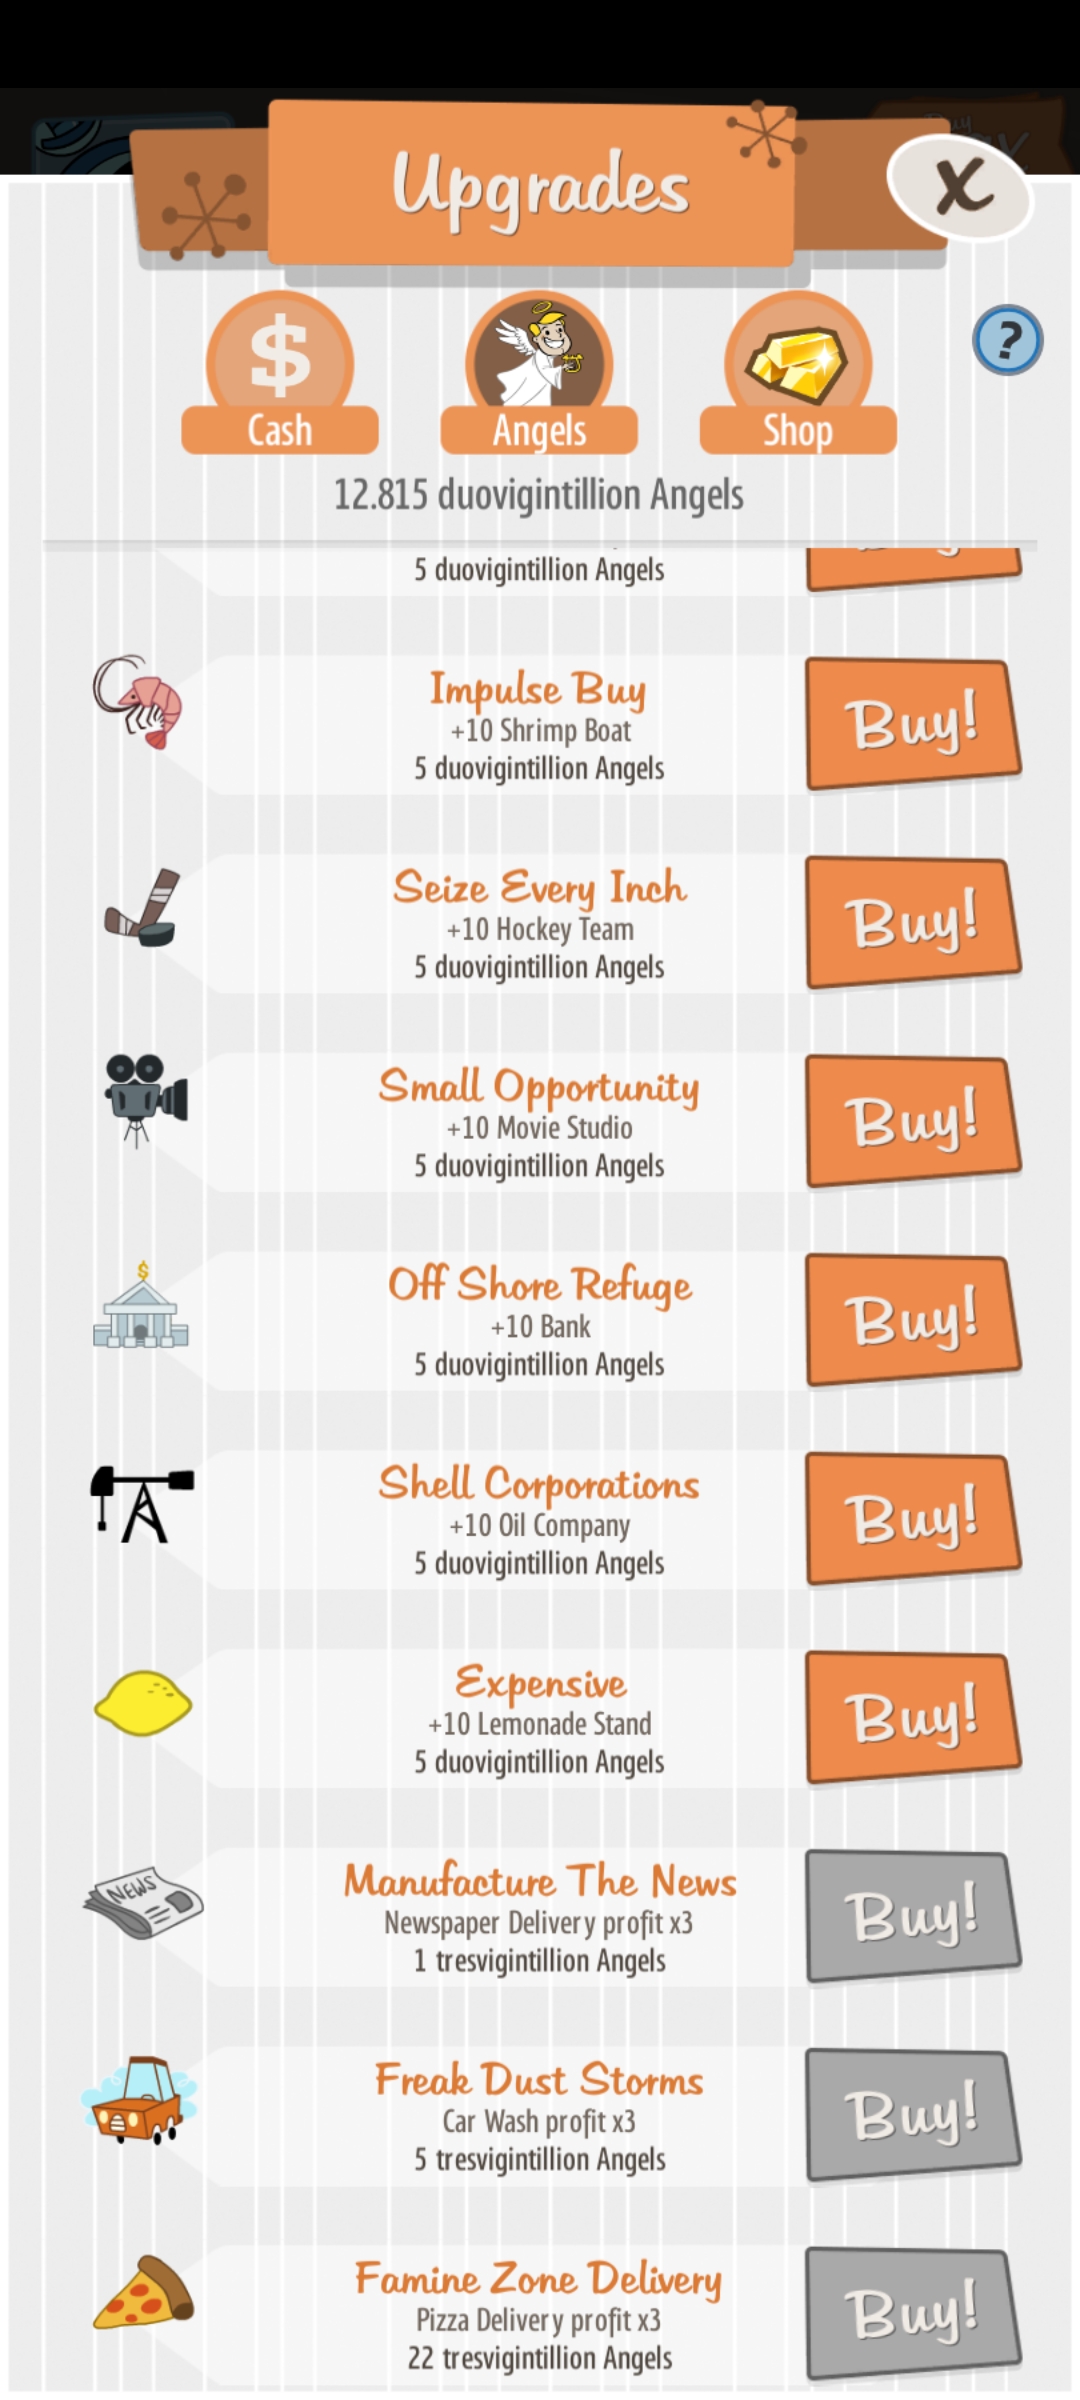 Upgrades
X
$
Cash
Angels
Shop
?
12.815 duovigintillion Angels
5 duovigintillion Angels
Impulse Buy
+10 Shrimp Boat
5 duovigintillion Angels
Buy!
Seize Every Inch
+10 Hockey Team
5 duovigintillion Angels
Buy!
Small Opportunity
+10 Movie Studio
5 duovigintillion Angels
Buy!
$
Off Shore Refuge
+10 Bank
5 duovigintillion Angels
Buy!
Shell Corporations
+10 Oil Company
5 duovigintillion Angels
Buy!
Expensive
+10 Lemonade Stand
5 duovigintillion Angels
Buy!
NEWS
Manufacture The News
Newspaper Delivery profit x3
1 tresvigintillion Angels
Buy!
Freak Dust Storms
Car Wash profit x3
5 tresvigintillion Angels
Buy!
Famine Zone Delivery
Pizza Delivery profit x3
22 tresvigintillion Angels
Buy!